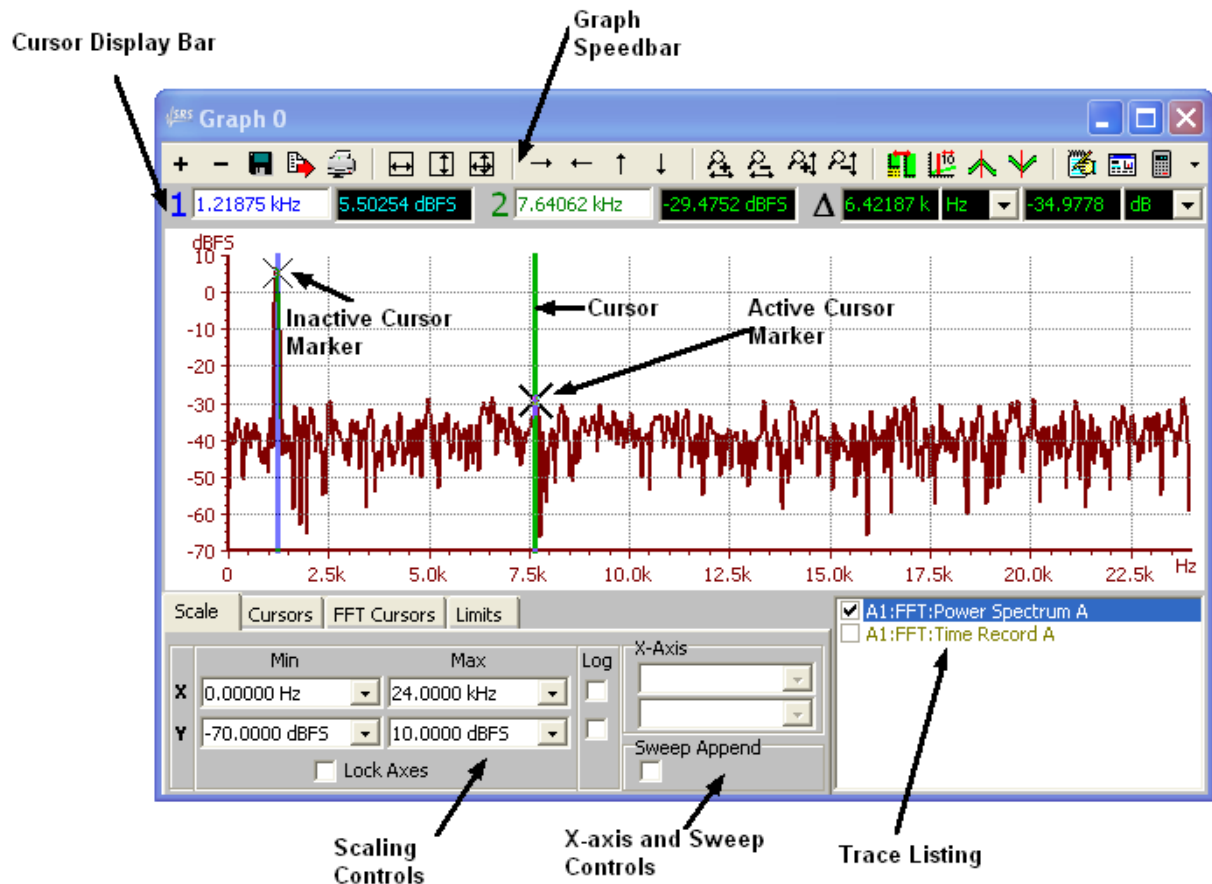 Graph
Speedbar
Cursor Display Bar
SRS Graph 0
10
1 1.21875 kHz 5.50254 dBFS 2 7.64062 kHz -29.4752 dBFS Δ 6.42187 k Hz -34.9778 dB
dBFS
10
0
-10
-20
-30
-40
-50
-60
-70
Inactive Cursor
Marker
Cursor
Active Cursor
Marker
0 2.5k 5.0k 7.5k 10.0k 12.5k 15.0k 17.5k 20.0k 22.5k Hz
Scale Cursors FFT Cursors Limits
Min Max Log
X 0.00000 Hz 24.0000 kHz
Y -70.0000 dBFS 10.0000 dBFS
Lock Axes
X-Axis
Sweep Append
A1:FFT:Power Spectrum A
A1:FFT:Time Record A
Scaling
Controls
X-axis and Sweep
Controls
Trace Listing